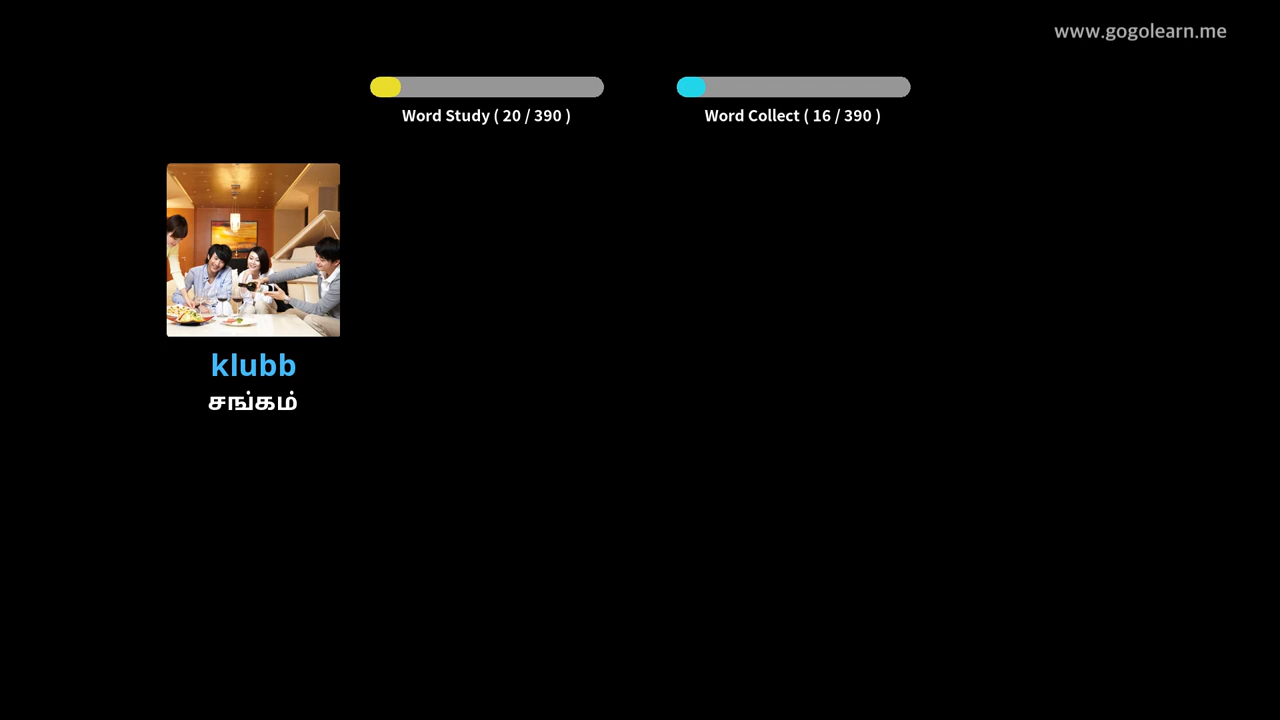 www.gogolearn.me
Word Study ( 20 / 390 )
Word Collect ( 16 / 390 )
klubb
சங்கம்